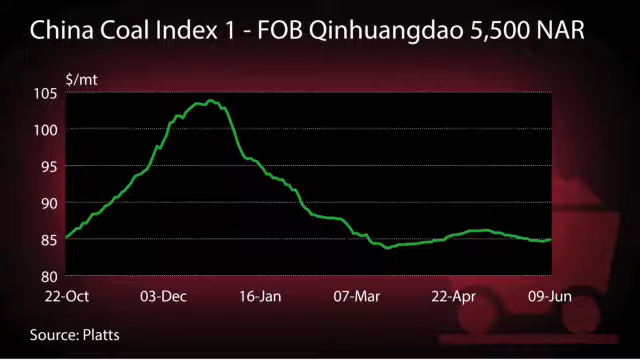 China Coal Index 1 - FOB Qinhuangdao 5,500 NAR
$/mt
105
100
95
90
85
80
22-Oct 03-Dec 16-Jan 07-Mar 22-Apr 09-Jun
Source: Platts